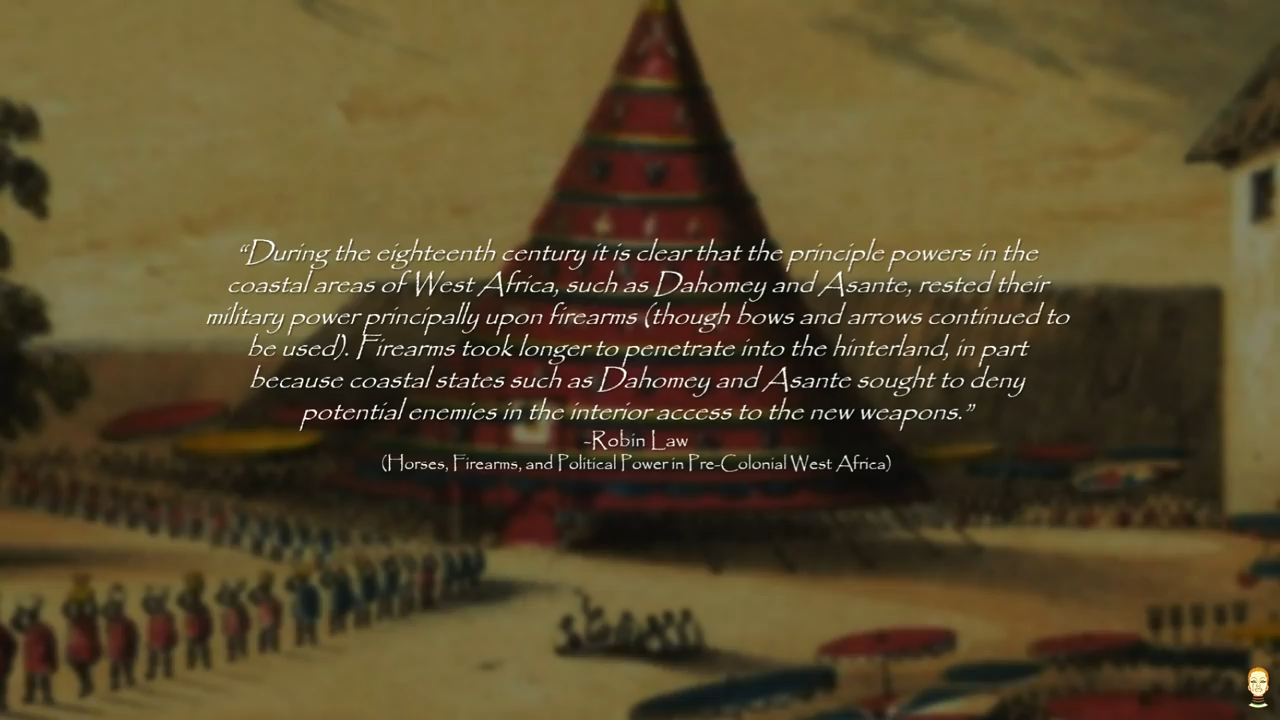 “During the eighteenth century it is clear that the principle powers in the
coastal areas of West Africa, such as Dahomey and Asante, rested their
military power principally upon firearms (though bows and arrows continued to
be used). Firearms took longer to penetrate into the hinterland, in part
because coastal states such as Dahomey and Asante sought to deny
potential enemies in the interior access to the new weapons.”
-Robin Law
(Horses, Firearms, and Political Power in Pre-Colonial West Africa)